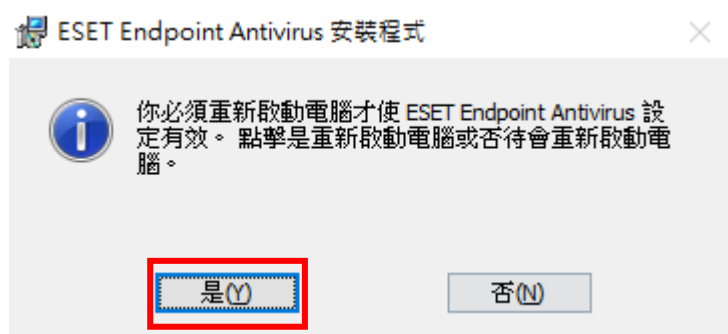 ESET Endpoint Antivirus 安裝程式
你必須重新啟動電腦才使 ESET Endpoint Antivirus 設
定有效。 點擊是重新啟動電腦或否待會重新啟動電
腦。
是(Y)
否(N)